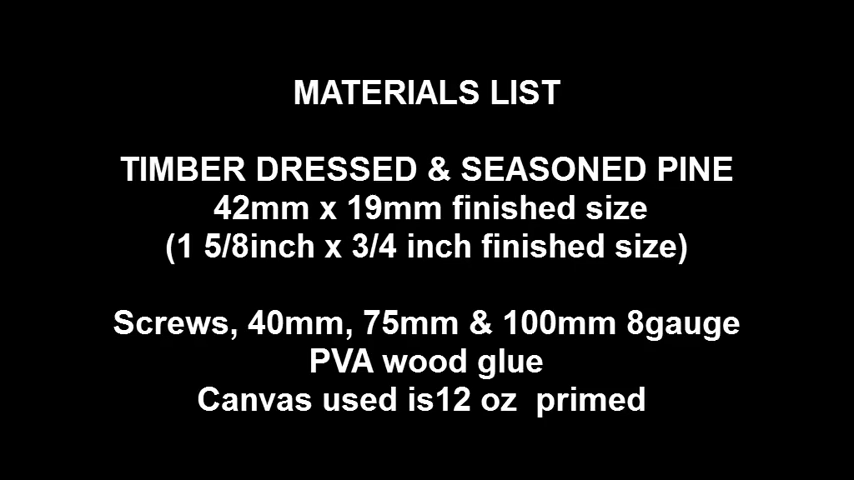 MATERIALS LIST
TIMBER DRESSED & SEASONED PINE
42mm x 19mm finished size
(1 5/8inch x 3/4 inch finished size)
Screws, 40mm, 75mm & 100mm 8gauge
PVA wood glue
Canvas used is12 oz  primed